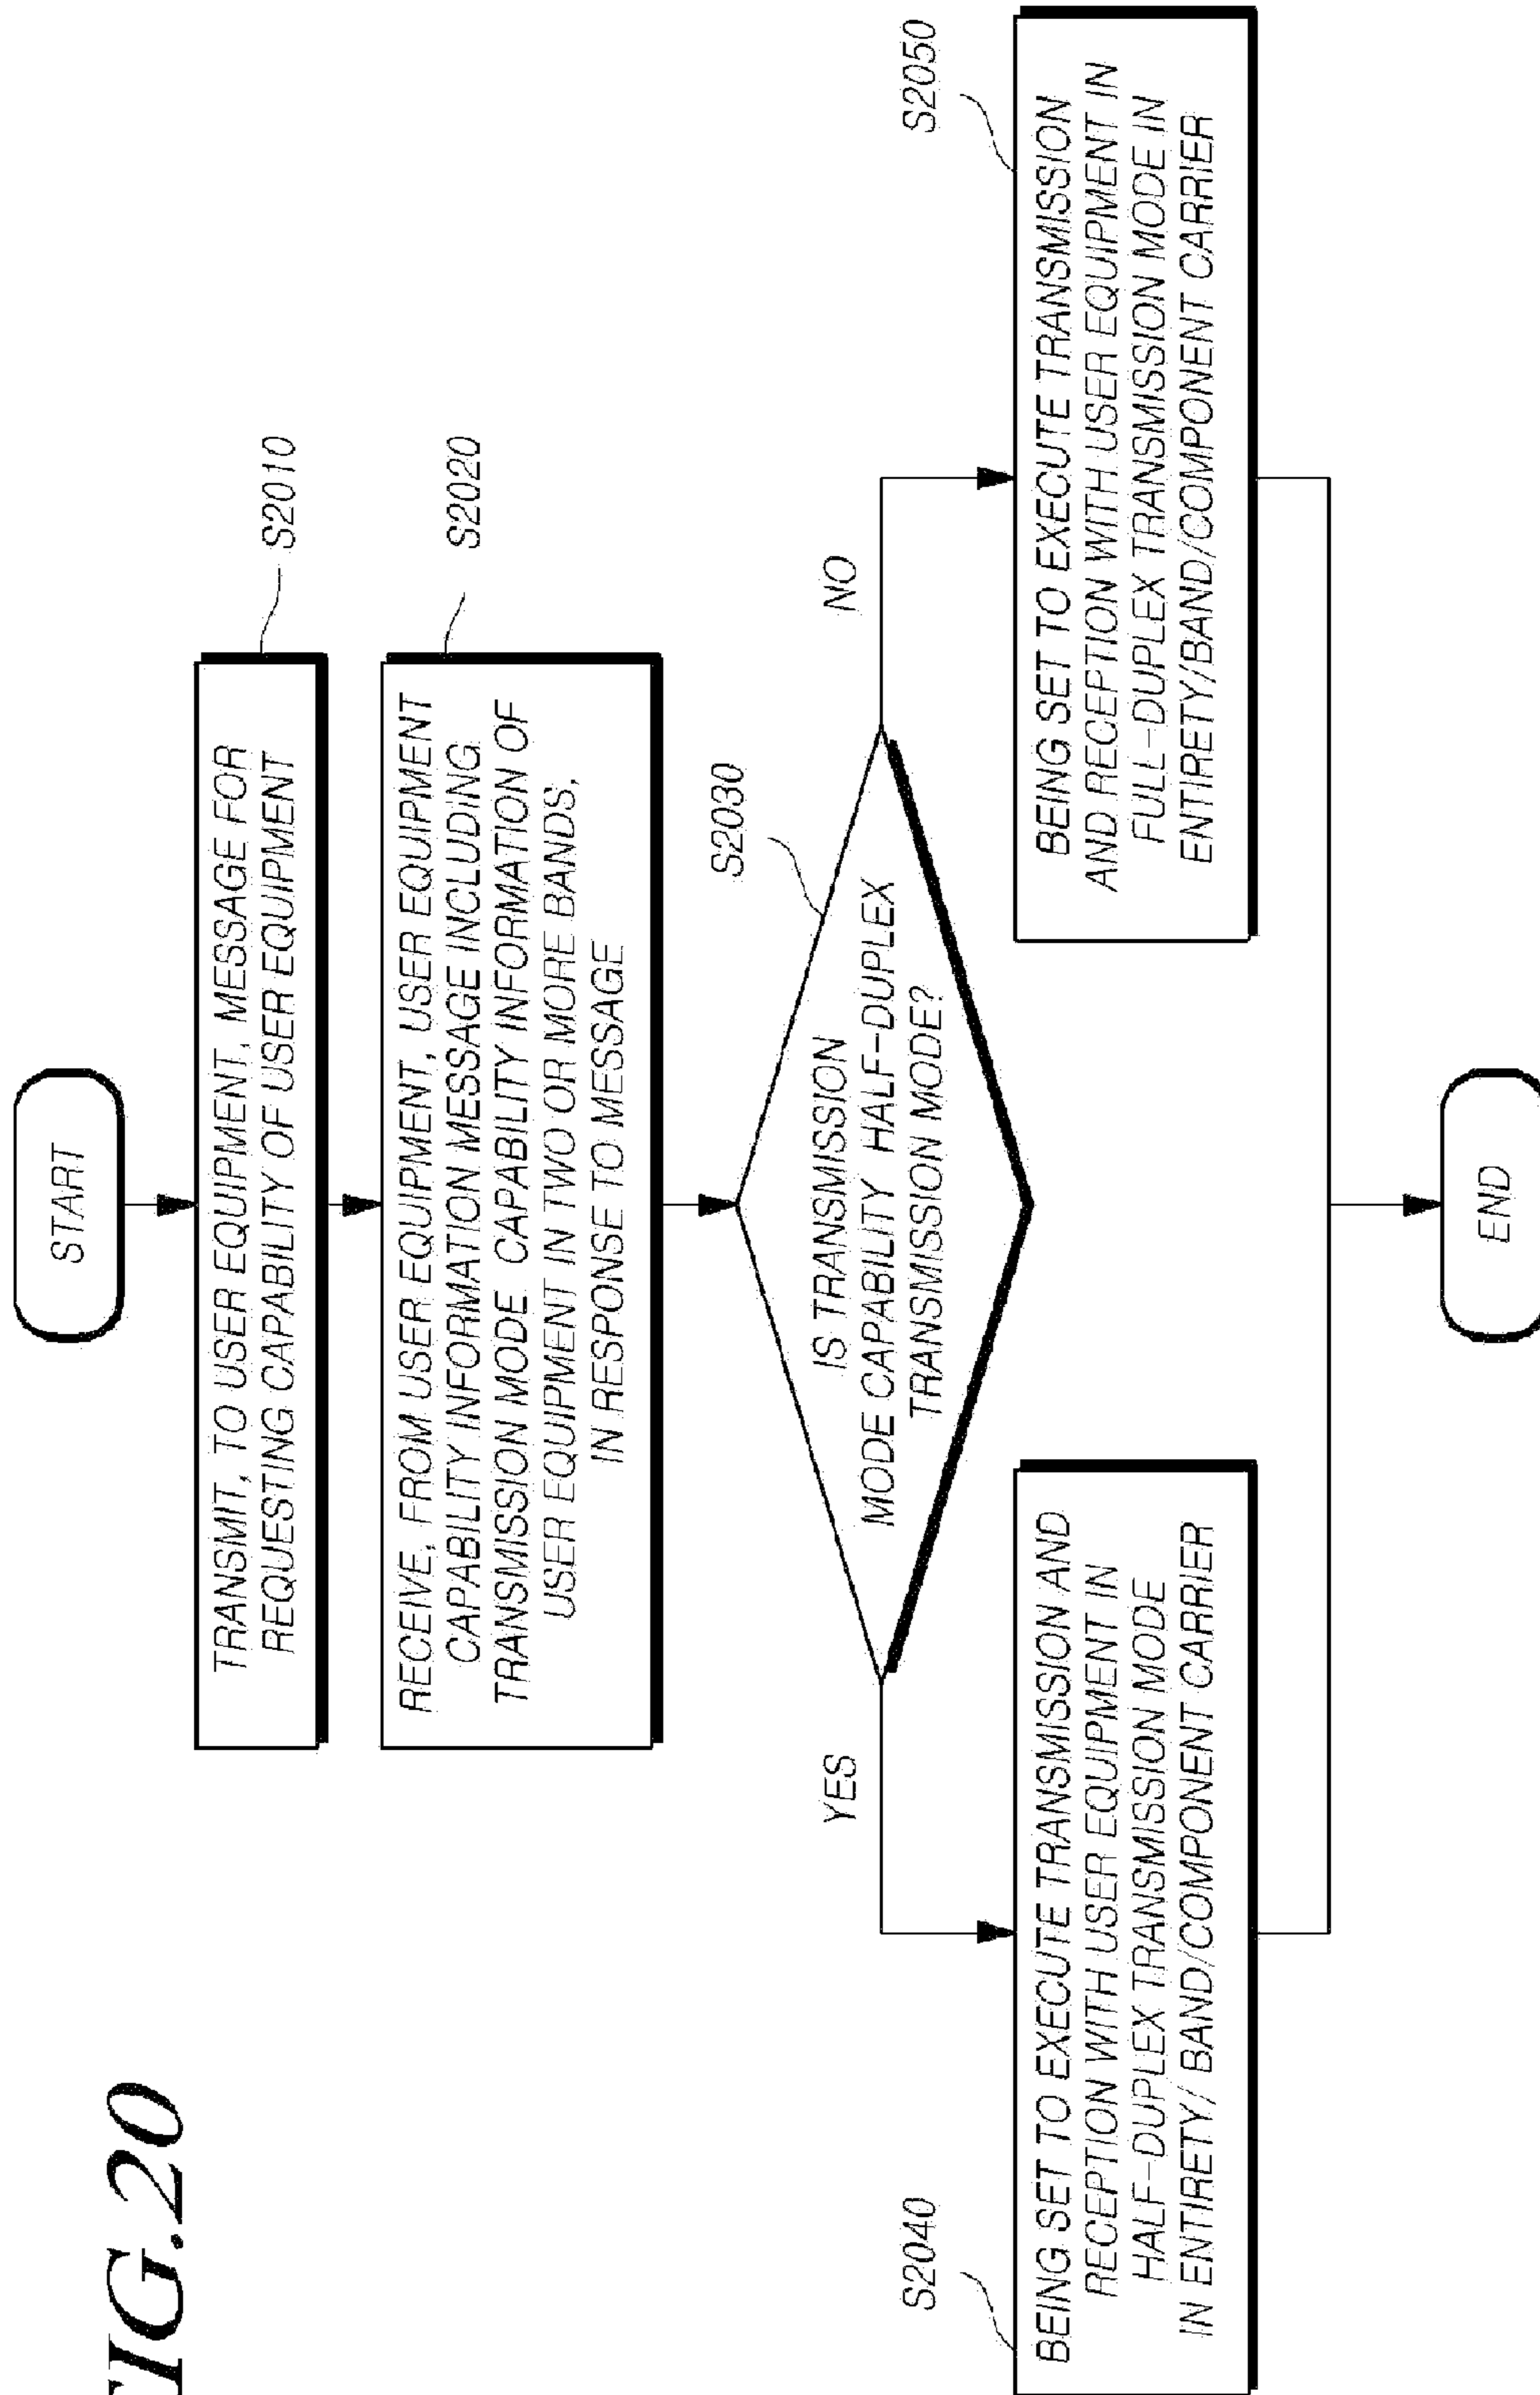 FIG.20
START
TRANSMIT, TO USER EQUIPMENT, MESSAGE FOR
REQUESTING CAPABILITY OF USER EQUIPMENT
S2010
RECEIVE, FROM USER EQUIPMENT, USER EQUIPMENT
CAPABILITY INFORMATION MESSAGE INCLUDING
TRANSMISSION MODE CAPABILITY INFORMATION OF
USER EQUIPMENT IN TWO OR MORE BANDS,
IN RESPONSE TO MESSAGE
S2020
IS TRANSMISSION
MODE CAPABILITY HALF-DUPLEX
TRANSMISSION MODE?
S2030
YES
NO
S2040
BEING SET TO EXECUTE TRANSMISSION AND
RECEPTION WITH USER EQUIPMENT IN
HALF-DUPLEX TRANSMISSION MODE
IN ENTIRETY/ BAND/COMPONENT CARRIER
S2050
BEING SET TO EXECUTE TRANSMISSION
AND RECEPTION WITH USER EQUIPMENT IN
FULL-DUPLEX TRANSMISSION MODE IN
ENTIRETY/BAND/COMPONENT CARRIER
END